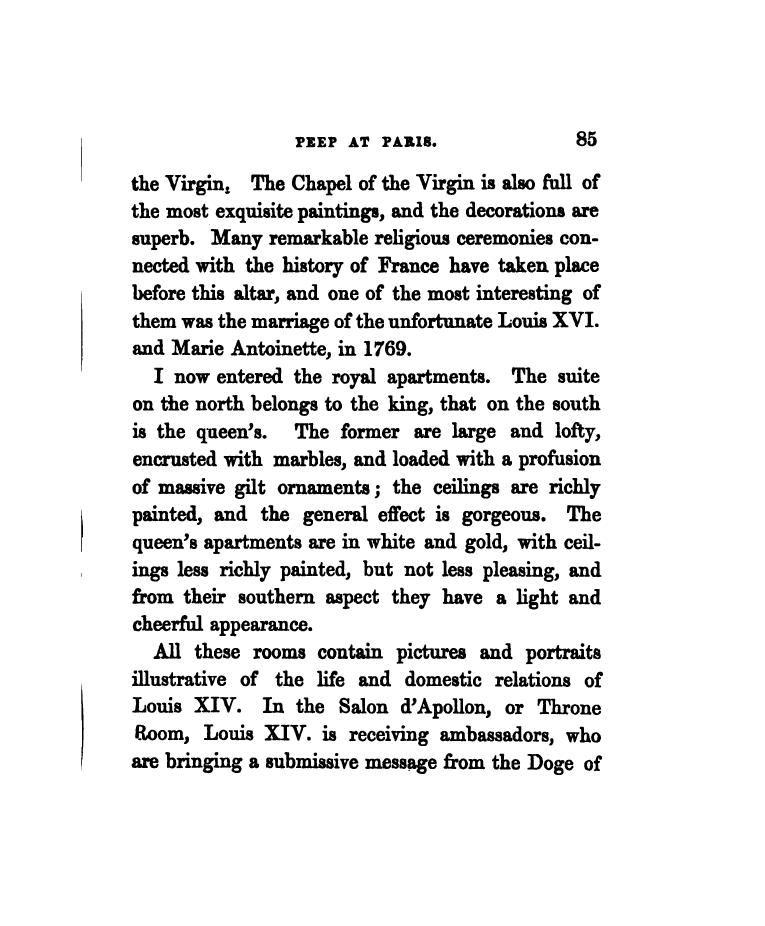 PEEP AT PARIS. 85
the Virgin. The Chapel of the Virgin is also full of
the most exquisite paintings, and the decorations are
superb. Many remarkable religious ceremonies con-
nected with the history of France have taken place
before this altar, and one of the most interesting of
them was the marriage of the unfortunate Louis XVI.
and Marie Antoinette, in 1769.
I now entered the royal apartments. The suite
on the north belongs to the king, that on the south
is the queen's. The former are large and lofty,
encrusted with marbles, and loaded with a profusion
of massive gilt ornaments; the ceilings are richly
painted, and the general effect is gorgeous. The
queen's apartments are in white and gold, with ceil-
ings less richly painted, but not less pleasing, and
from their southern aspect they have a light and
cheerful appearance.
All these rooms contain pictures and portraits
illustrative of the life and domestic relations of
Louis XIV. In the Salon d'Apollon, or Throne
Room, Louis XIV. is receiving ambassadors, who
are bringing a submissive message from the Doge of